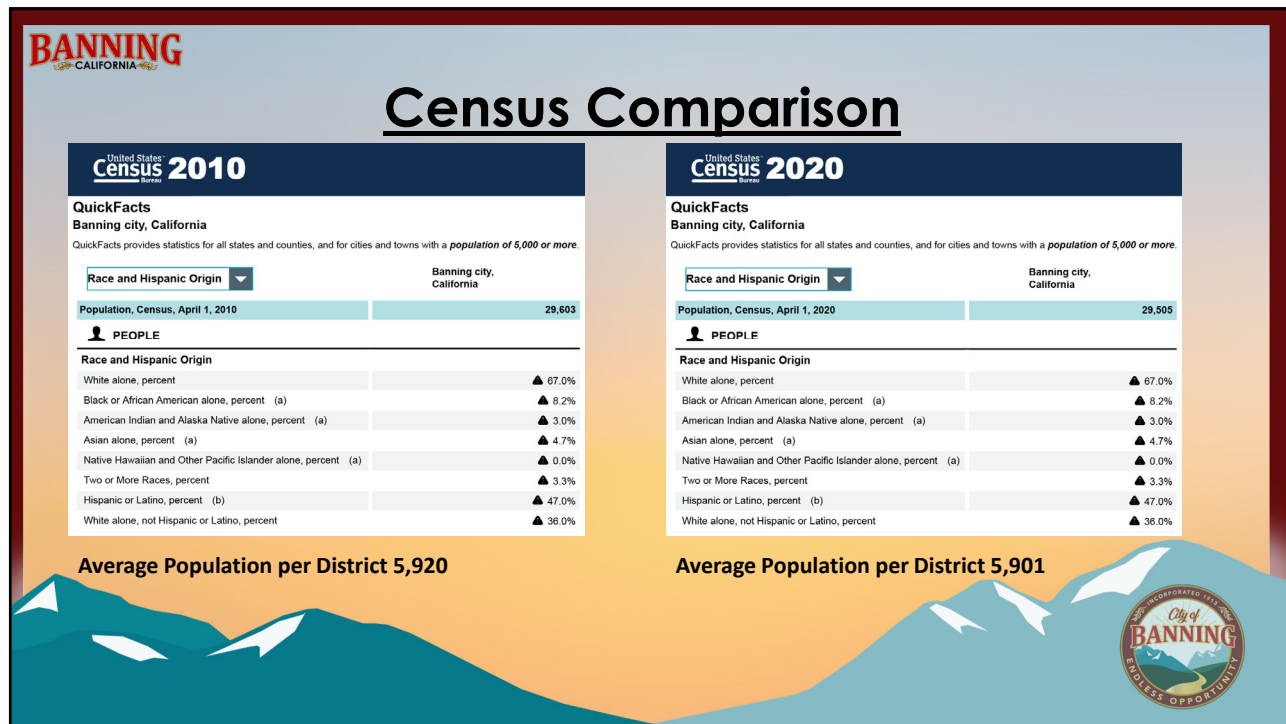 BANNING
CALIFORNIA
Census Comparison
United States™
Census 2010
Bureau
QuickFacts
Banning city, California
QuickFacts provides statistics for all states and counties, and for cities and towns with a population of 5,000 or more.
Race and Hispanic Origin
Banning city,
California
Population, Census, April 1, 2010 29,603
PEOPLE
Race and Hispanic Origin
White alone, percent 67.0%
Black or African American alone, percent (a) 8.2%
American Indian and Alaska Native alone, percent (a) 3.0%
Asian alone, percent (a) 4.7%
Native Hawaiian and Other Pacific Islander alone, percent (a) 0.0%
Two or More Races, percent 3.3%
Hispanic or Latino, percent (b) 47.0%
White alone, not Hispanic or Latino, percent 36.0%
Average Population per District 5,920
United States™
Census 2020
Bureau
QuickFacts
Banning city, California
QuickFacts provides statistics for all states and counties, and for cities and towns with a population of 5,000 or more.
Race and Hispanic Origin
Banning city,
California
Population, Census, April 1, 2020 29,505
PEOPLE
Race and Hispanic Origin
White alone, percent 67.0%
Black or African American alone, percent (a) 8.2%
American Indian and Alaska Native alone, percent (a) 3.0%
Asian alone, percent (a) 4.7%
Native Hawaiian and Other Pacific Islander alone, percent (a) 0.0%
Two or More Races, percent 3.3%
Hispanic or Latino, percent (b) 47.0%
White alone, not Hispanic or Latino, percent 36.0%
Average Population per District 5,901
INCORPORATED 1913
City of
BANNING
ENDLESS OPPORTUNITY